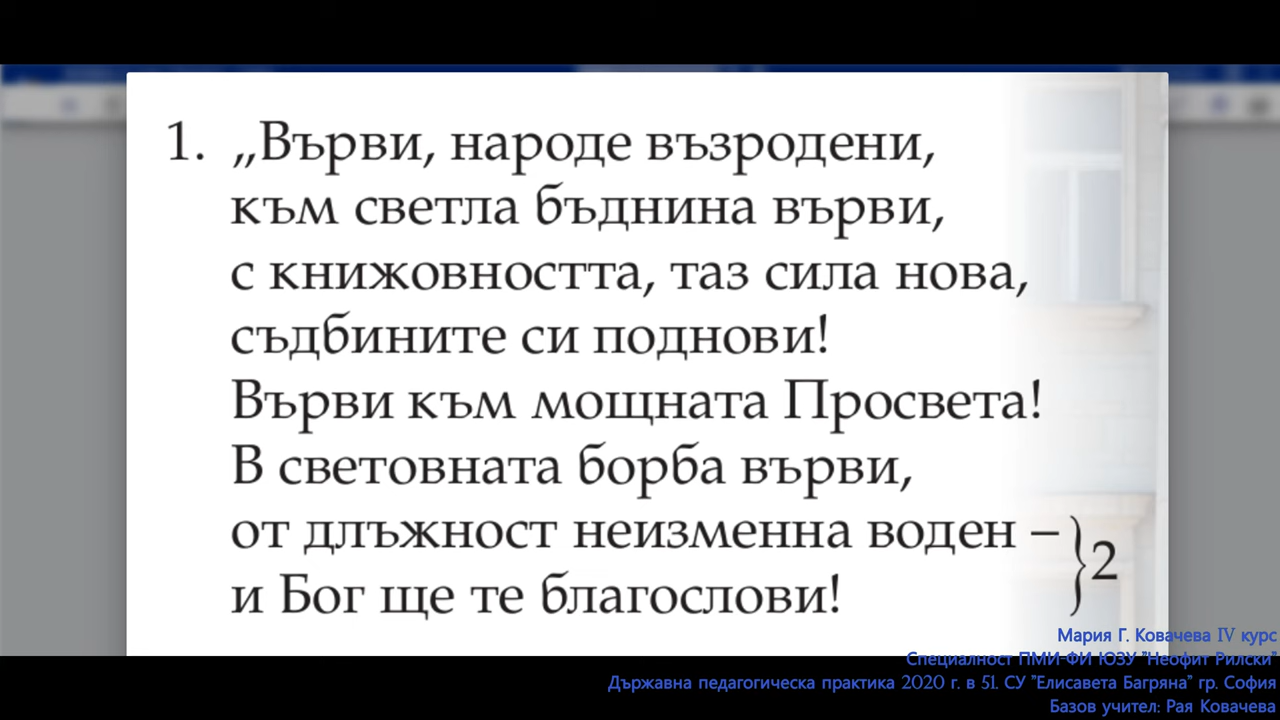 1. „Върви, народе възродени,
към светла бъднина върви,
с книжовността, таз сила нова,
съдбините си поднови!
Върви към мощната Просвета!
В световната борба върви,
от длъжност неизменна воден –
и Бог ще те благослови!
}2
Мария Г. Ковачева IV курс
Специалност ПМИ-ФИ ЮЗУ "Неофит Рилски"
Държавна педагогическа практика 2020 г. в 51. СУ "Елисавета Багряна" гр. София
Базов учител: Рая Ковачева